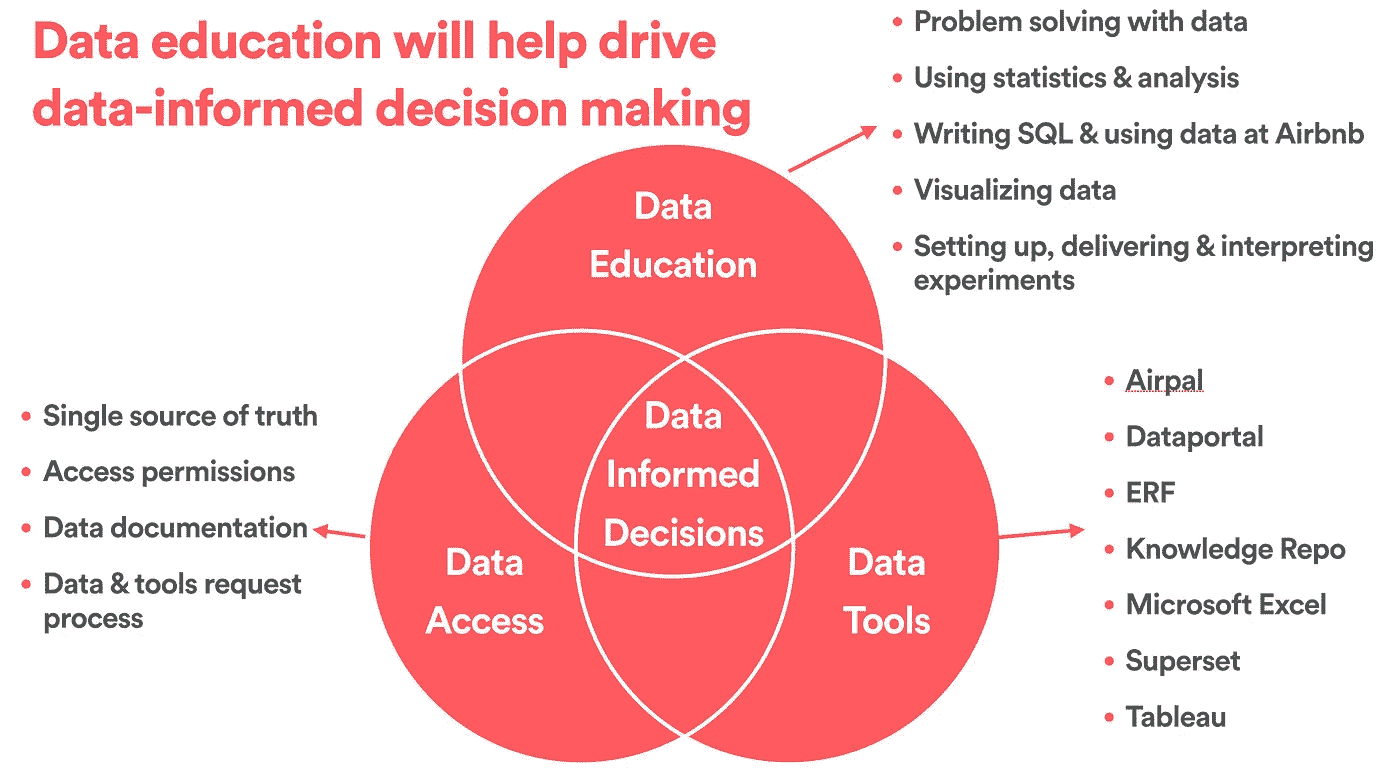 Data education will help drive
data-informed decision making
• Problem solving with data
• Using statistics & analysis
• Writing SQL & using data at Airbnb
• Visualizing data
• Setting up, delivering & interpreting
experiments
Data
Education
Data
Informed
Decisions
• Single source of truth
• Access permissions
• Data documentation
• Data & tools request
process
Data
Access
Data
Tools
• Airpal
• Dataportal
• ERF
• Knowledge Repo
• Microsoft Excel
• Superset
• Tableau